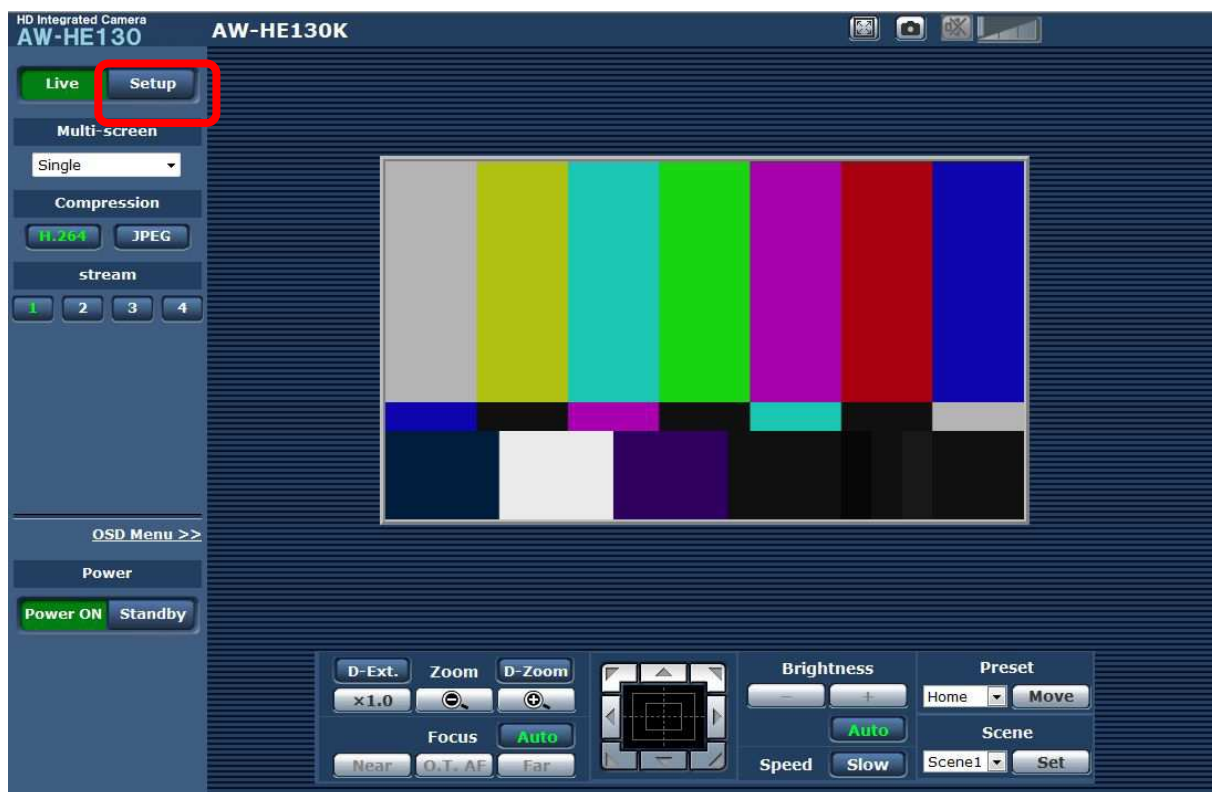 HD Integrated Camera
AW-HE130
AW-HE130K
Live Setup
Multi-screen
Single
Compression
H.264 JPEG
stream
1 2 3 4
OSD Menu >>
Power
Power ON Standby
D-Ext. Zoom D-Zoom
×1.0
Focus Auto
Near O.T. AF Far
Brightness
- +
Auto
Speed Slow
Preset
Home Move
Scene
Scene1 Set